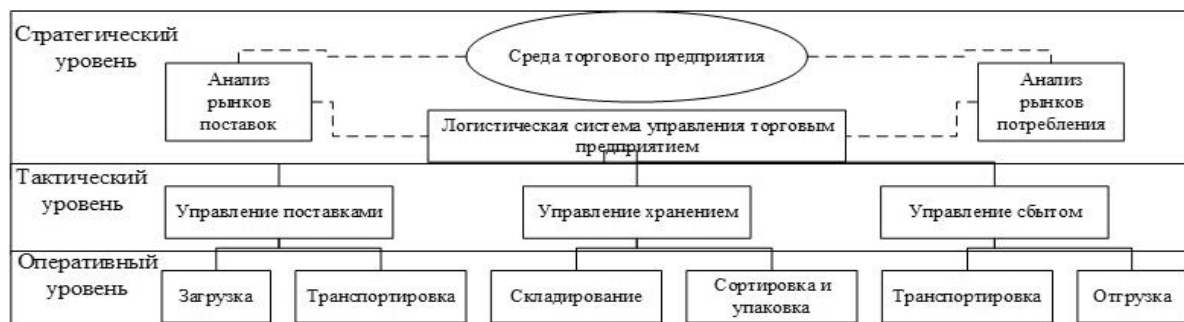 Стратегический
уровень
Среда торгового предприятия
Анализ
рынков
поставок
Анализ
рынков
потребления
Логистическая система управления торговым
предприятием
Тактический
уровень
Управление поставками
Управление хранением
Управление сбытом
Оперативный
уровень
Загрузка
Транспортировка
Складирование
Сортировка и
упаковка
Транспортировка
Отгрузка